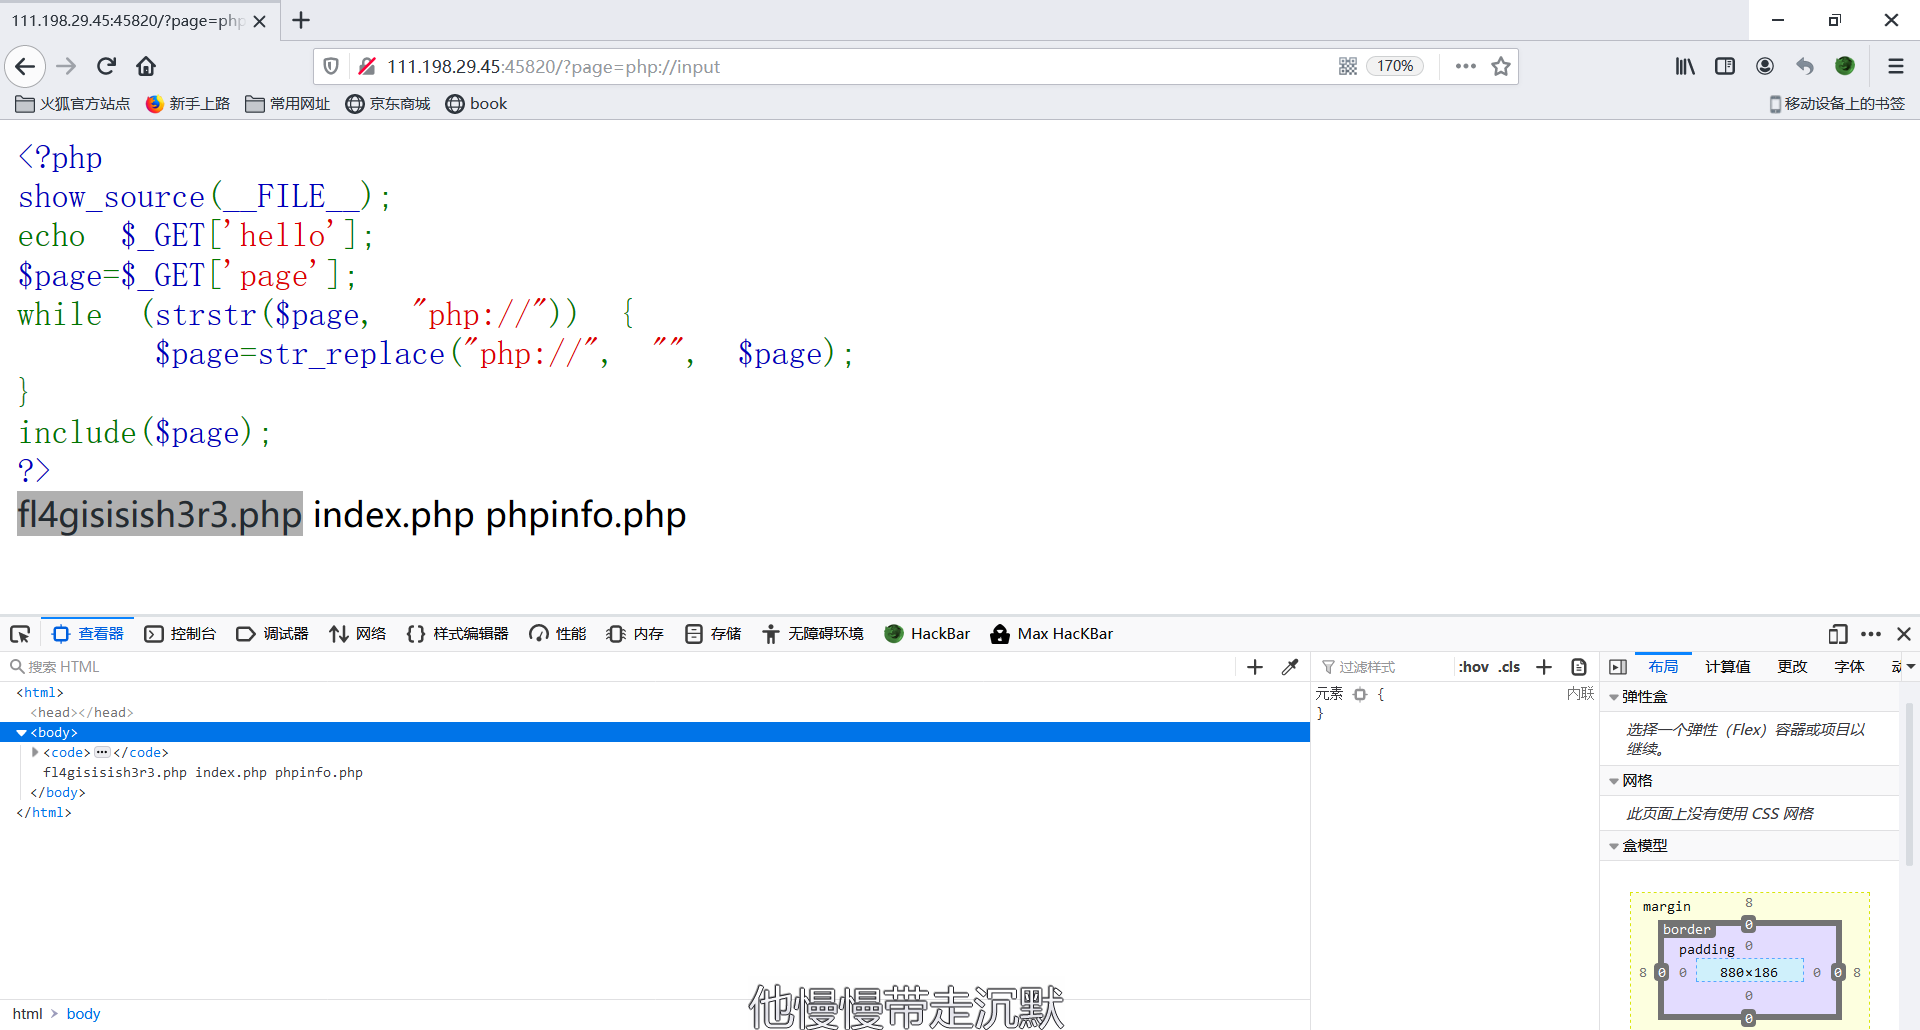 111.198.29.45:45820/?page=php
111.198.29.45:45820/?page=php://input
170%
火狐官方站点 新手上路 常用网址 京东商城 book
移动设备上的书签
<?php
show_source(__FILE__);
echo $_GET['hello'];
$page=$_GET['page'];
while (strstr($page, "php://")) {
$page=str_replace("php://", "", $page);
}
include($page);
?>
fl4gisisish3r3.php index.php phpinfo.php
查看器 控制台 调试器 网络 样式编辑器 性能 内存 存储 无障碍环境 HackBar Max HacKBar
搜索 HTML
<html>
<head></head>
<body>
<code>…</code>
fl4gisisish3r3.php index.php phpinfo.php
</body>
</html>
html > body
过滤样式 :hov .cls
元素 { 内联
}
布局 计算值 更改 字体
弹性盒
选择一个弹性（Flex）容器或项目以
继续。
网格
此页面上没有使用 CSS 网格
盒模型
margin 8
border 0
padding 0
8 0 0 880×186 0 0 8
0
0
他慢慢带走沉默